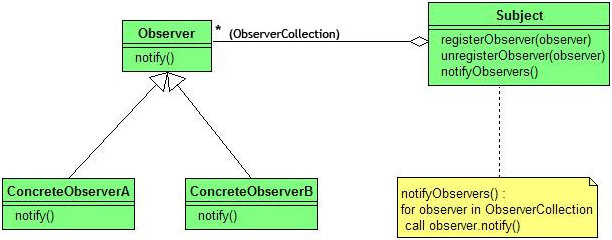 Observer
notify()
* (ObserverCollection)
Subject
registerObserver(observer)
unregisterObserver(observer)
notifyObservers()
ConcreteObserverA
notify()
ConcreteObserverB
notify()
notifyObservers() :
for observer in ObserverCollection
call observer.notify()